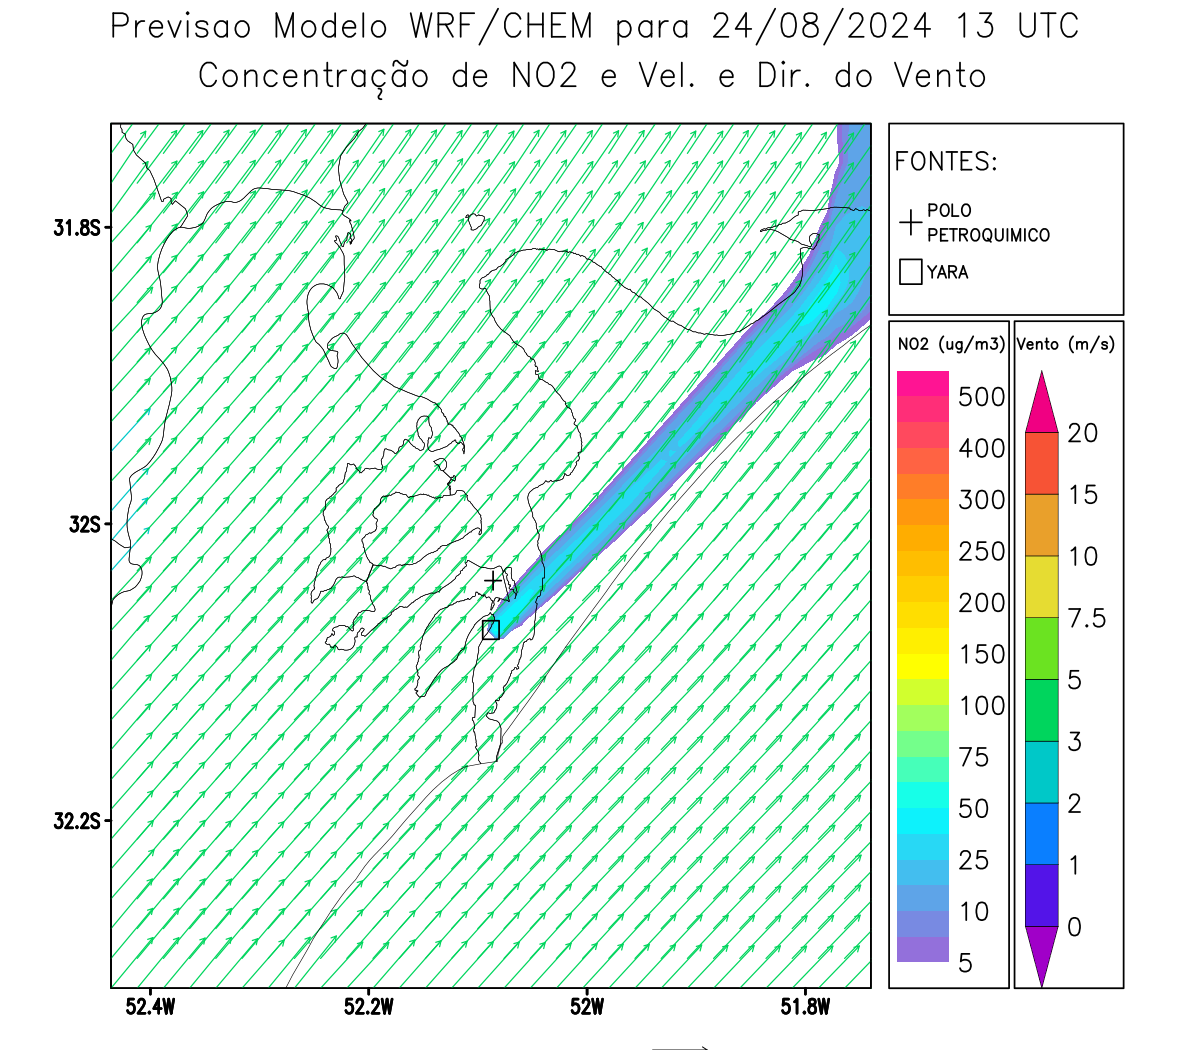 Previsao Modelo WRF/CHEM para 24/08/2024 13 UTC
Concentração de NO2 e Vel. e Dir. do Vento
FONTES:
POLO
PETROQUIMICO
YARA
31.8S
32S
32.2S
52.4W
52.2W
52W
51.8W
NO2 (ug/m3)
500
400
300
250
200
150
100
75
50
25
10
5
Vento (m/s)
20
15
10
7.5
5
3
2
1
0